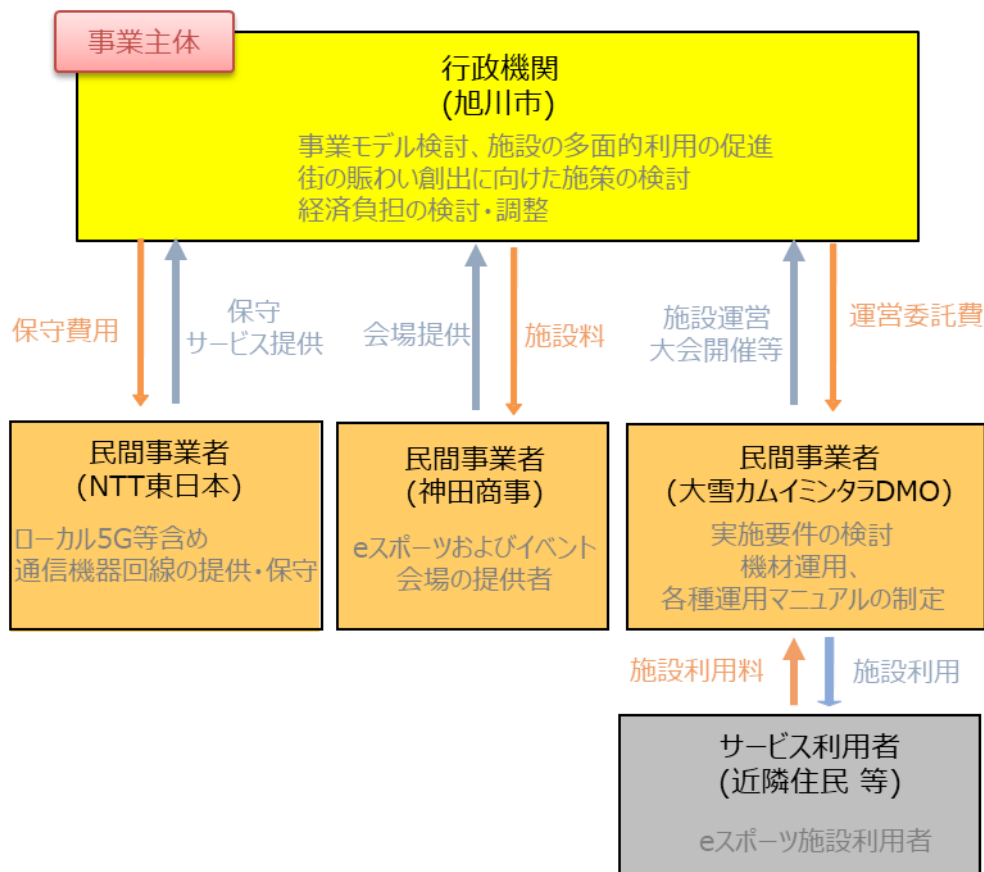 事業主体
行政機関
(旭川市)
事業モデル検討、施設の多面的利用の促進
街の賑わい創出に向けた施策の検討
経済負担の検討・調整
保守費用
保守
サービス提供
会場提供
施設料
施設運営
大会開催等
運営委託費
民間事業者
(NTT東日本)
ローカル5G等含め
通信機器回線の提供・保守
民間事業者
(神田商事)
eスポーツおよびイベント
会場の提供者
民間事業者
(大雪カムイミンタラDMO)
実施要件の検討
機材運用、
各種運用マニュアルの制定
施設利用料
施設利用
サービス利用者
(近隣住民 等)
eスポーツ施設利用者